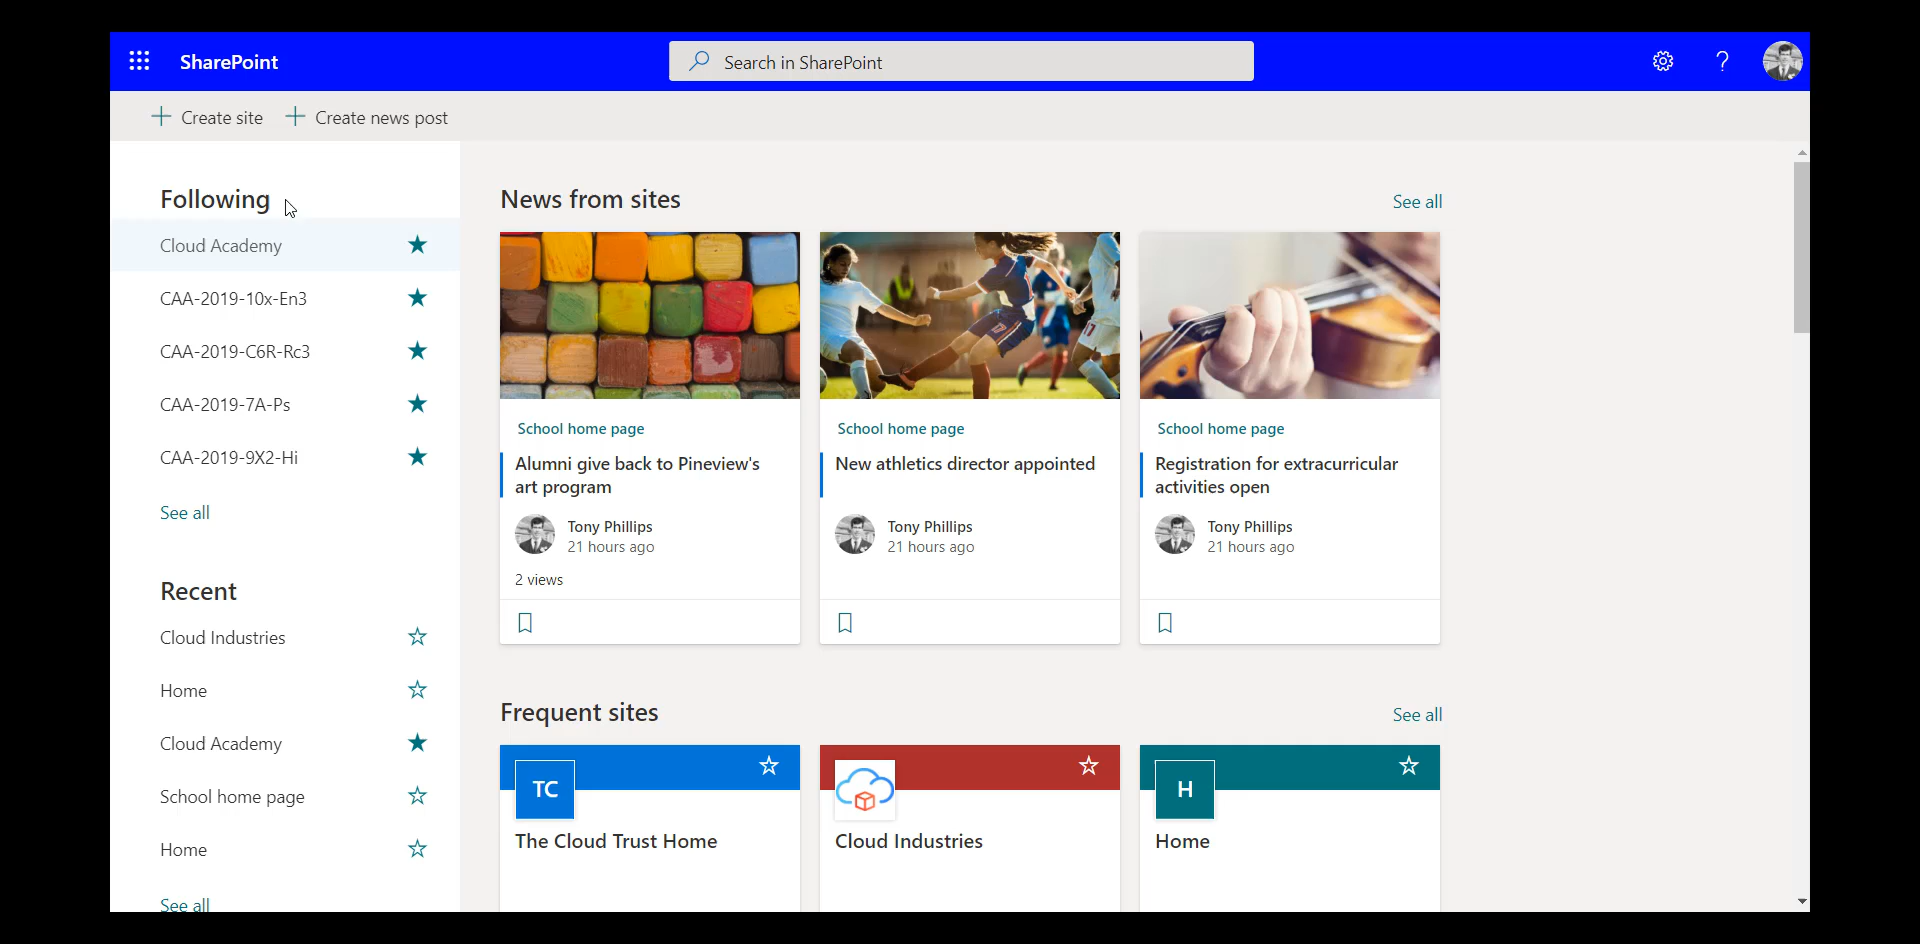 SharePoint
Search in SharePoint
?
+ Create site + Create news post
Following
Cloud Academy
CAA-2019-10x-En3
CAA-2019-C6R-Rc3
CAA-2019-7A-Ps
CAA-2019-9X2-Hi
See all
Recent
Cloud Industries
Home
Cloud Academy
School home page
Home
See all
News from sites
See all
School home page
Alumni give back to Pineview's
art program
Tony Phillips
21 hours ago
2 views
School home page
New athletics director appointed
Tony Phillips
21 hours ago
School home page
Registration for extracurricular
activities open
Tony Phillips
21 hours ago
Frequent sites
See all
TC
The Cloud Trust Home
Cloud Industries
H
Home